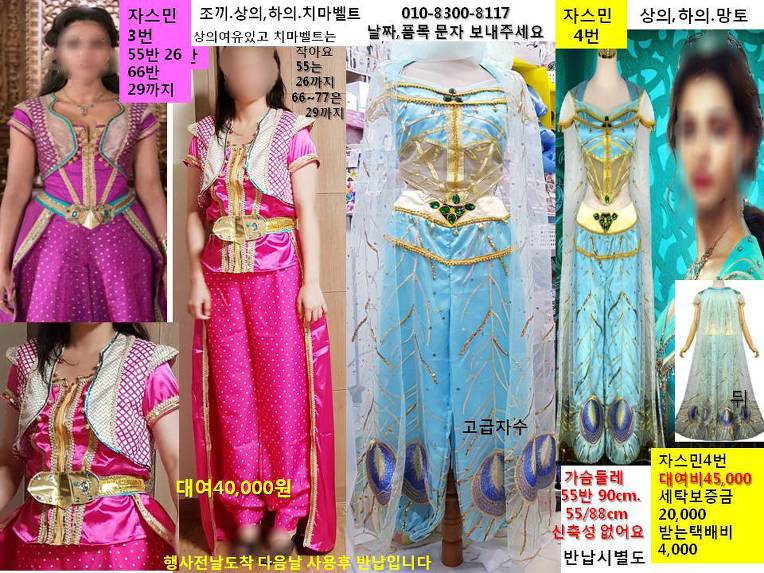 자스민
3번
55반 26
66반
29까지
조끼.상의,하의.치마벨트
상의여유있고 치마벨트는
작아요
55는
26까지
66~77은
29까지
010-8300-8117
날짜,품목 문자 보내주세요
자스민
4번
상의,하의.망토
대여40,000원
행사전날도착 다음날 사용후 반납입니다
고급자수
뒤
가슴둘레
55반 90cm.
55/88cm
신축성 없어요
반납시별도
자스민4번
대여비45,000
세탁보증금
20,000
받는택배비
4,000